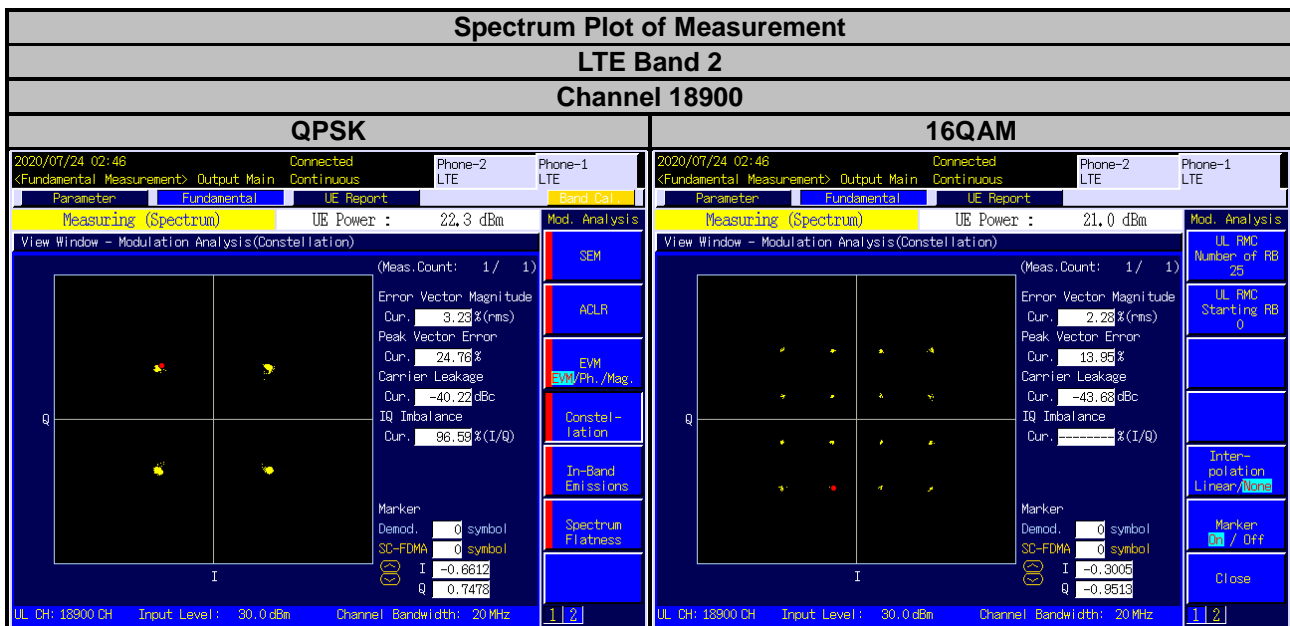 Spectrum Plot of Measurement
LTE Band 2
Channel 18900
QPSK
2020/07/24 02:46 Connected Phone-2 Phone-1
<Fundamental Measurement> Output Main Continuous LTE LTE
Parameter Fundamental UE Report Band Cal.
Measuring (Spectrum) UE Power : 22.3 dBm Mod. Analysis
View Window - Modulation Analysis(Constellation)
(Meas.Count: 1/ 1)
Error Vector Magnitude
Cur. 3.23 %(rms)
Peak Vector Error
Cur. 24.76 %
Carrier Leakage
Cur. -40.22 dBc
IQ Imbalance
Cur. 96.59 %(I/Q)
Marker
Demod. 0 symbol
SC-FDMA 0 symbol
I -0.6612
Q 0.7478
Q
I
SEM
ACLR
EVM
EVM/Ph./Mag.
Constel-
lation
In-Band
Emissions
Spectrum
Flatness
UL CH: 18900 CH Input Level: 30.0 dBm Channel Bandwidth: 20 MHz 1 2
16QAM
2020/07/24 02:46 Connected Phone-2 Phone-1
<Fundamental Measurement> Output Main Continuous LTE LTE
Parameter Fundamental UE Report
Measuring (Spectrum) UE Power : 21.0 dBm Mod. Analysis
View Window - Modulation Analysis(Constellation)
(Meas.Count: 1/ 1)
Error Vector Magnitude
Cur. 2.28 %(rms)
Peak Vector Error
Cur. 13.95 %
Carrier Leakage
Cur. -43.68 dBc
IQ Imbalance
Cur. -------- %(I/Q)
Marker
Demod. 0 symbol
SC-FDMA 0 symbol
I -0.3005
Q -0.9513
Q
I
UL RMC
Number of RB
25
UL RMC
Starting RB
0
Inter-
polation
Linear/None
Marker
On / Off
Close
UL CH: 18900 CH Input Level: 30.0 dBm Channel Bandwidth: 20 MHz 1 2